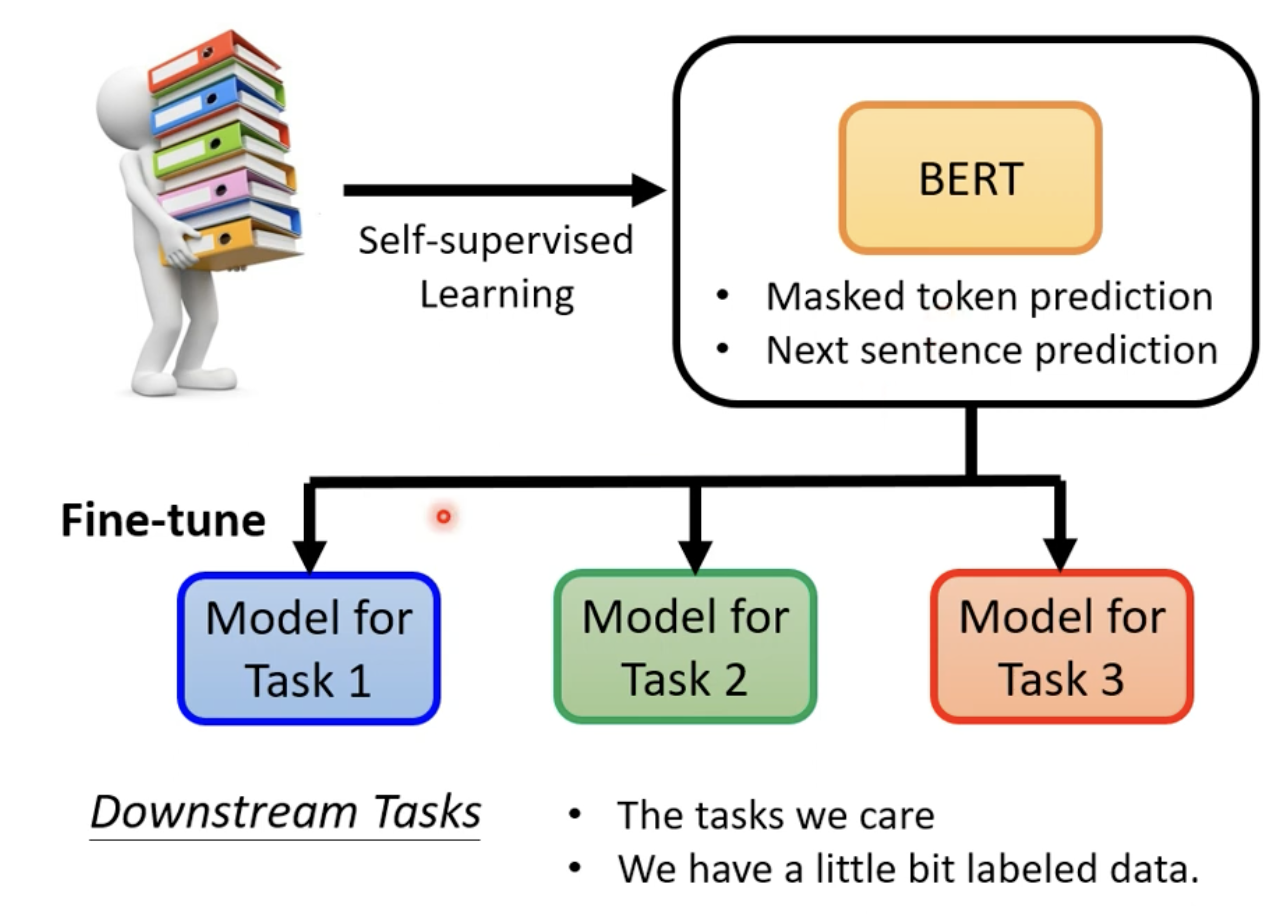 BERT
Self-supervised
Learning
• Masked token prediction
• Next sentence prediction
Fine-tune
Model for
Task 1
Model for
Task 2
Model for
Task 3
Downstream Tasks
• The tasks we care
• We have a little bit labeled data.